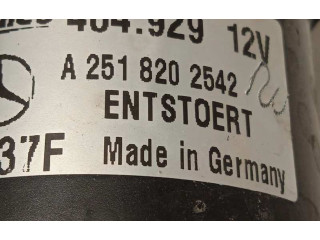 404.929 12V
A 251 820 2542
ENTSTOERT
37F Made in Germany